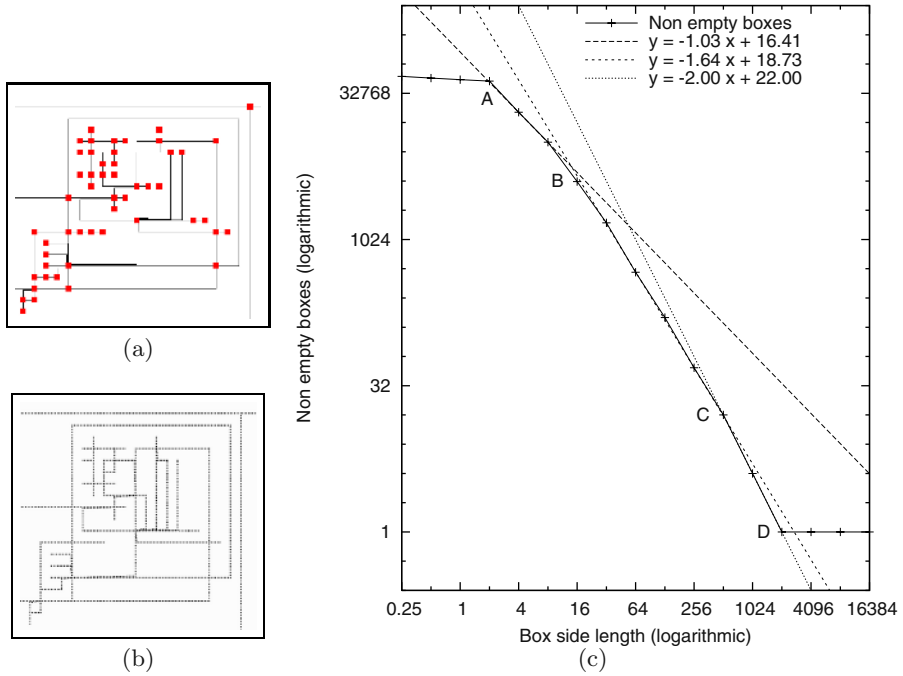 (a)
(b)
Non empty boxes
y = -1.03 x + 16.41
y = -1.64 x + 18.73
y = -2.00 x + 22.00
Non empty boxes (logarithmic)
32768
1024
32
1
A
B
C
D
0.25 1 4 16 64 256 1024 4096 16384
Box side length (logarithmic)
(c)